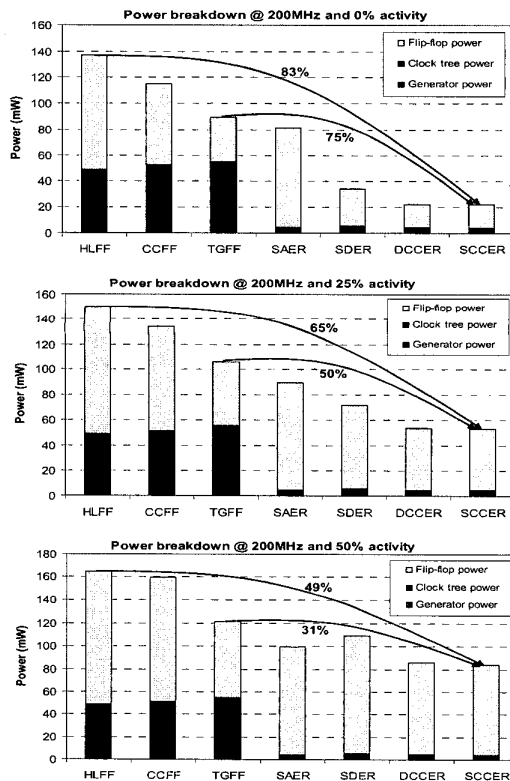 Power breakdown @ 200MHz and 0% activity
160
140
120
100
80
60
40
20
0
Power (mW)
Flip-flop power
Clock tree power
Generator power
83%
75%
HLFF CCFF TGFF SAER SDER DCCER SCCER
Power breakdown @ 200MHz and 25% activity
160
140
120
100
80
60
40
20
0
Power (mW)
Flip-flop power
Clock tree power
Generator power
65%
50%
HLFF CCFF TGFF SAER SDER DCCER SCCER
Power breakdown @ 200MHz and 50% activity
180
160
140
120
100
80
60
40
20
0
Power (mW)
Flip-flop power
Clock tree power
Generator power
49%
31%
HLFF CCFF TGFF SAER SDER DCCER SCCER